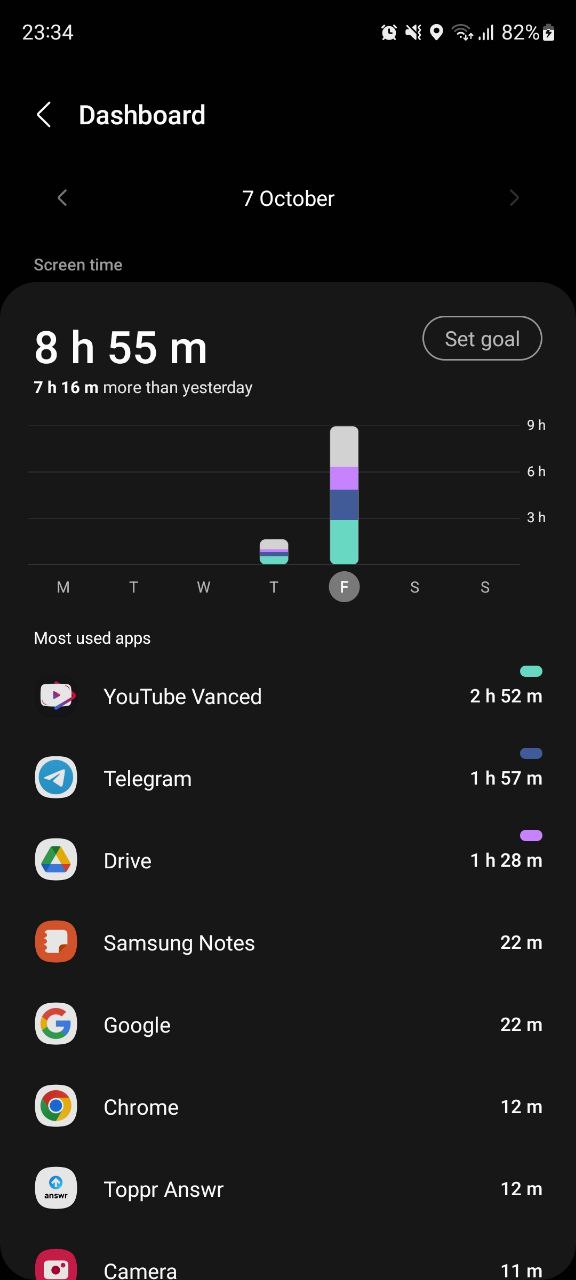 23:34
82%
Dashboard
7 October
Screen time
8 h 55 m
Set goal
7 h 16 m more than yesterday
9 h
6 h
3 h
M T W T F S S
Most used apps
YouTube Vanced 2 h 52 m
Telegram 1 h 57 m
Drive 1 h 28 m
Samsung Notes 22 m
Google 22 m
Chrome 12 m
answr
Toppr Answr 12 m
Camera 11 m